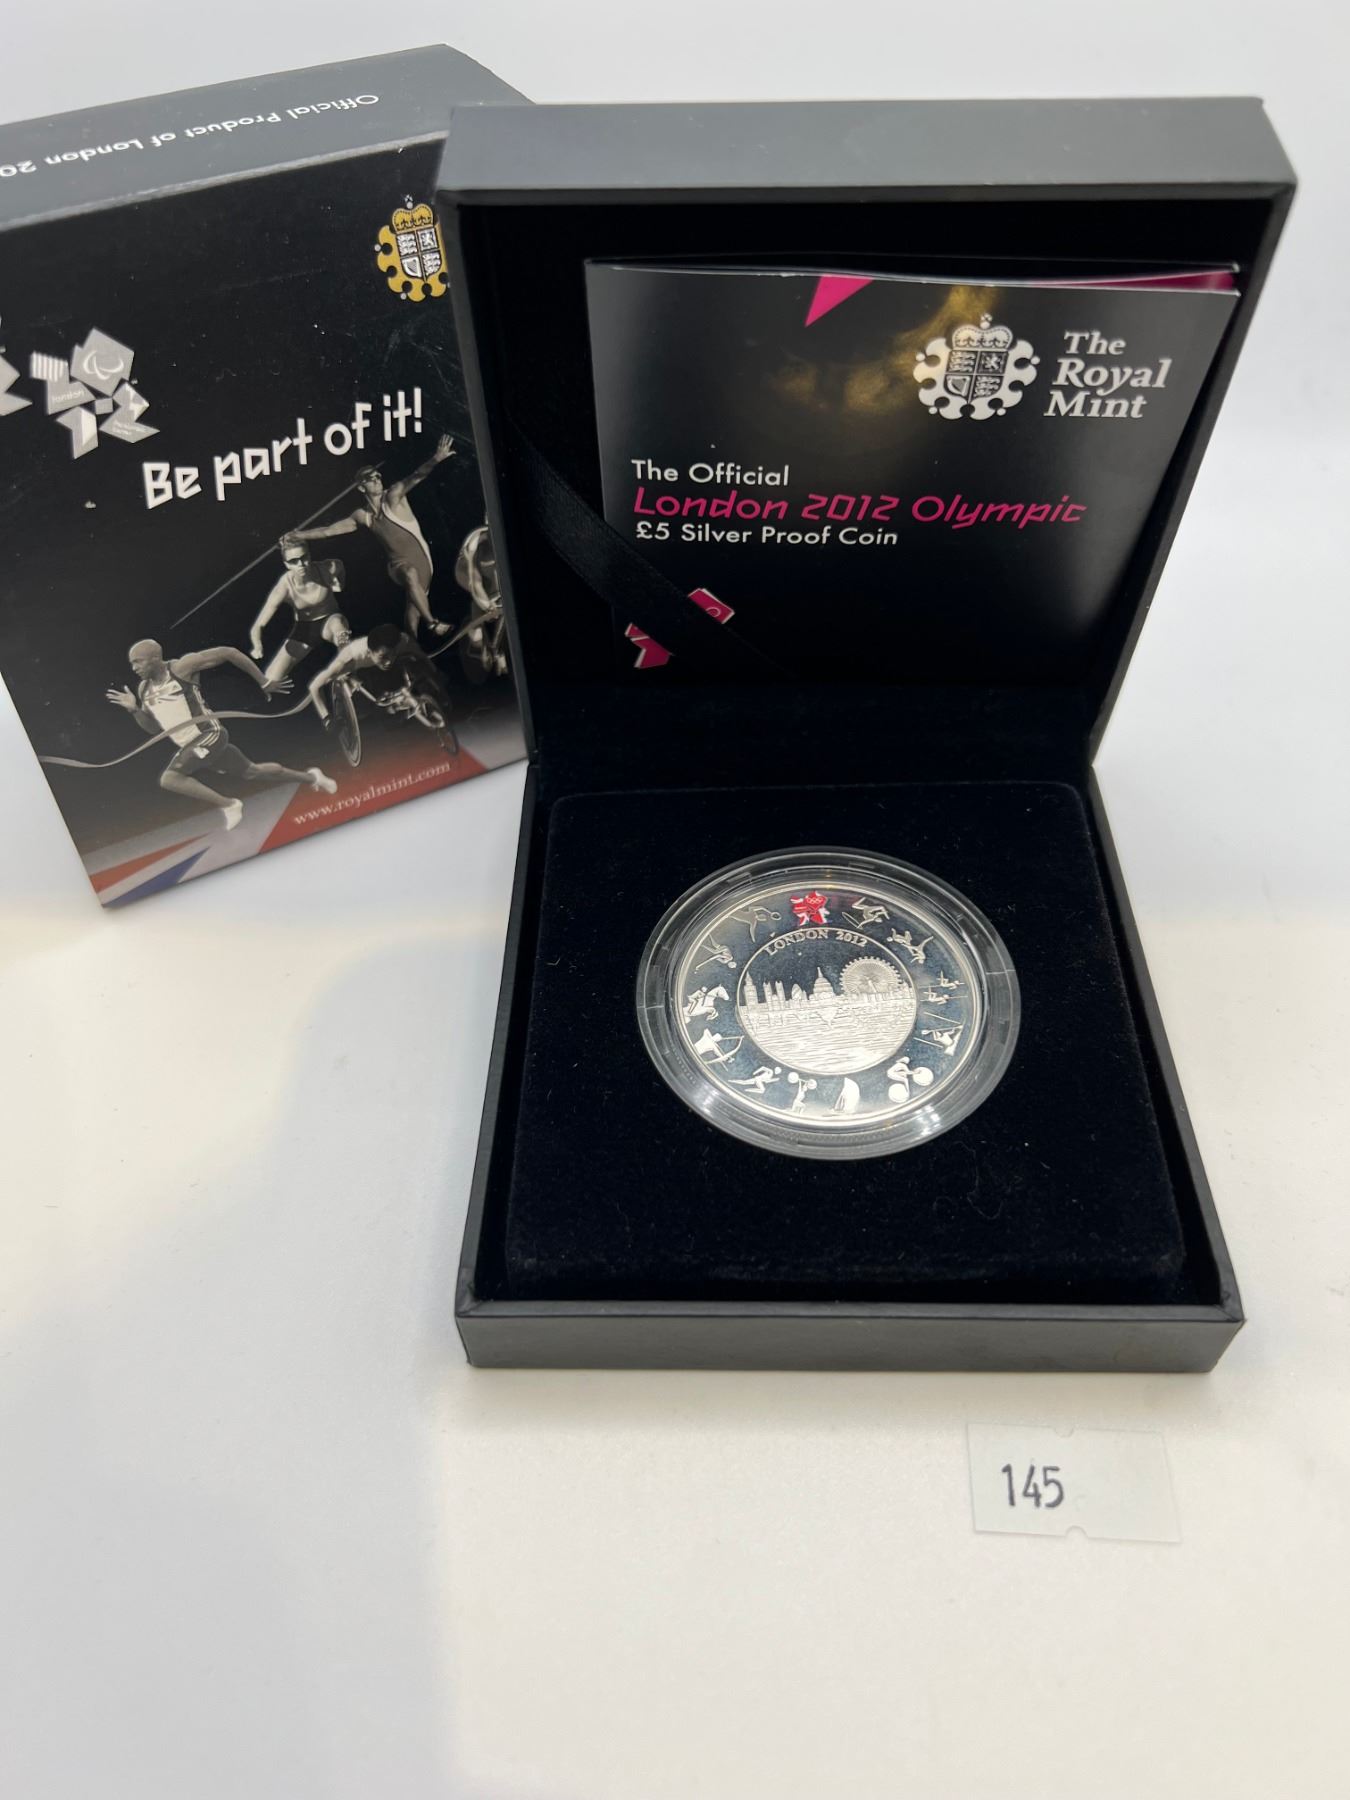 Official Product of London 20
london
Be part of it!
www.royalmint.com
The
Royal
Mint
The Official
London 2012 Olympic
£5 Silver Proof Coin
LONDON 2012
145